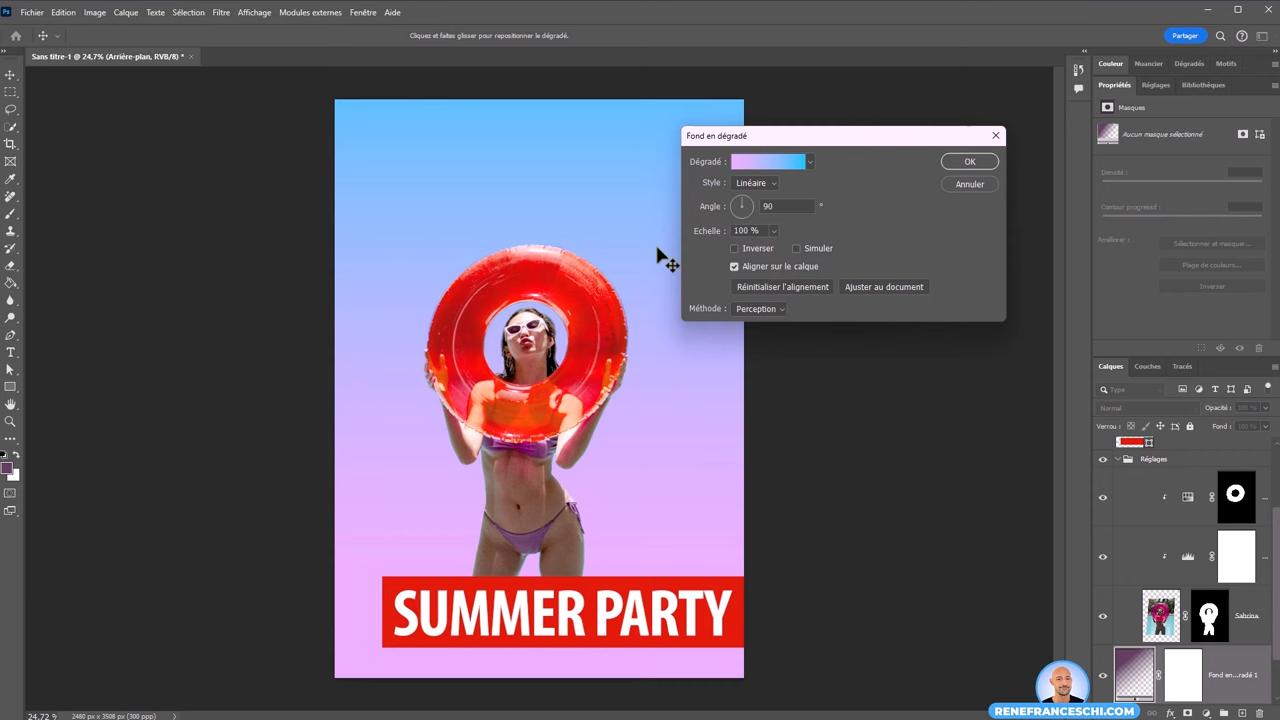 Ps Fichier Edition Image Calque Texte Sélection Filtre Affichage Modules externes Fenêtre Aide
Cliquez et faites glisser pour repositionner le dégradé.
Partager
Sans titre-1 @ 24,7% (Arrière-plan, RVB/8) *
Couleur Nuancier Dégradés Motifs
Propriétés Réglages Bibliothèques
Masques
Aucun masque sélectionné
Densité :
Contour progressif :
Améliorer :
Sélectionner et masquer...
Plage de couleurs...
Inverser
Fond en dégradé
Dégradé :
OK
Style : Linéaire
Annuler
Angle : 90 °
Echelle : 100 %
Inverser Simuler
Aligner sur le calque
Réinitialiser l'alignement Ajuster au document
Méthode : Perception
Calques Communauté Tracés
Type
Normal Opacité : 100 %
Verrou : Fond : 100 %
Réglages
...
...
Sabrina
Fond en...radé 1
SUMMER PARTY
24,72 % 2480 px x 3508 px (300 ppp)
RENEFRANCESCHI.COM